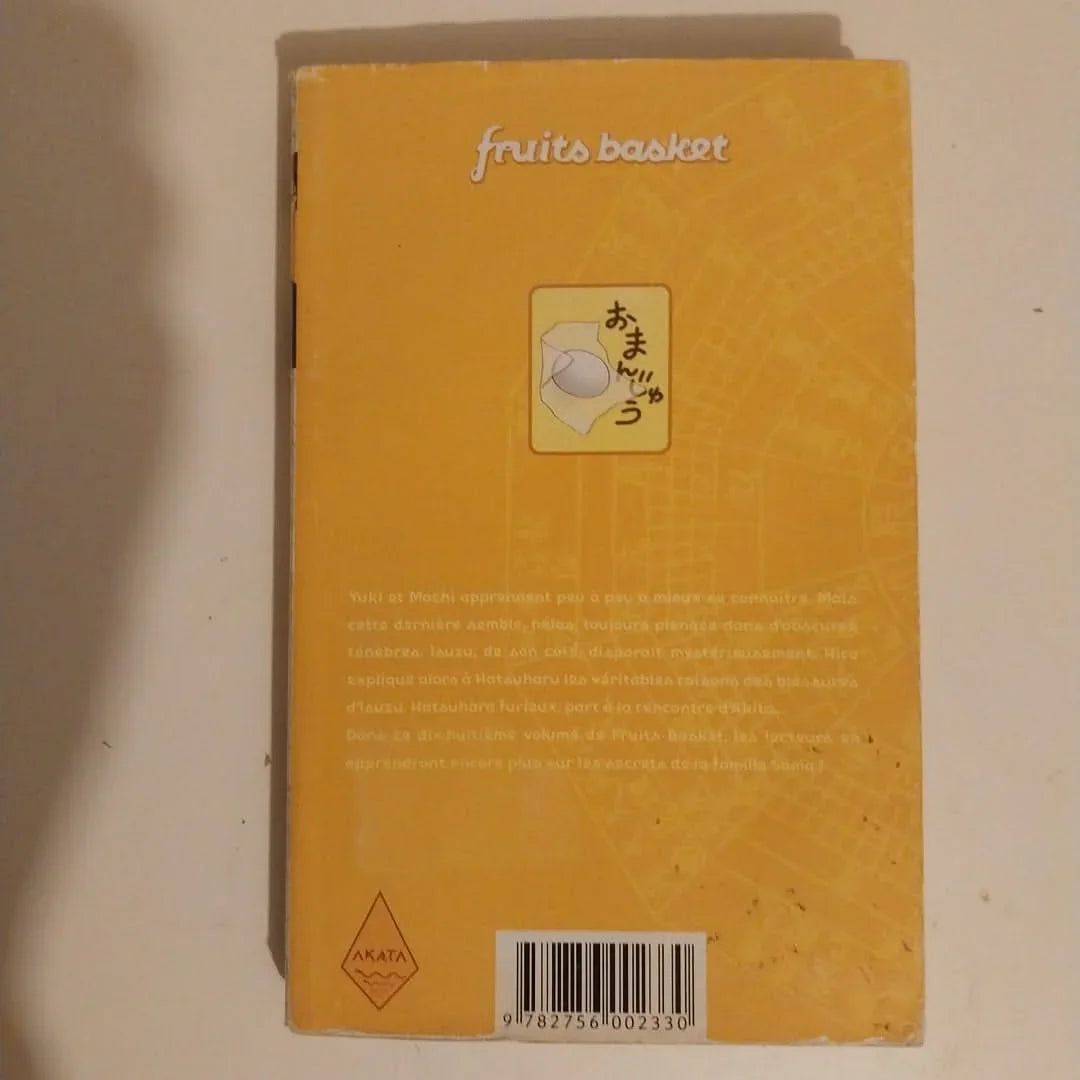 fruits basket
おまんじゅう
Yuki et Machi apprennent peu à peu à mieux se connaître. Mais
cette dernière semble, hélas, toujours plongée dans d'obscures
ténèbres. Isuzu, de son côté, disparaît mystérieusement. Hiro
explique alors à Hatsuharu les véritables raisons des blessures
d'Isuzu. Hatsuharu furieux, part à la rencontre d'Akito.
Dans ce dix-huitième volume de Fruits Basket, les lecteurs en
apprendront encore plus sur les secrets de la famille Sôma !
AKATA
9 782756 002330